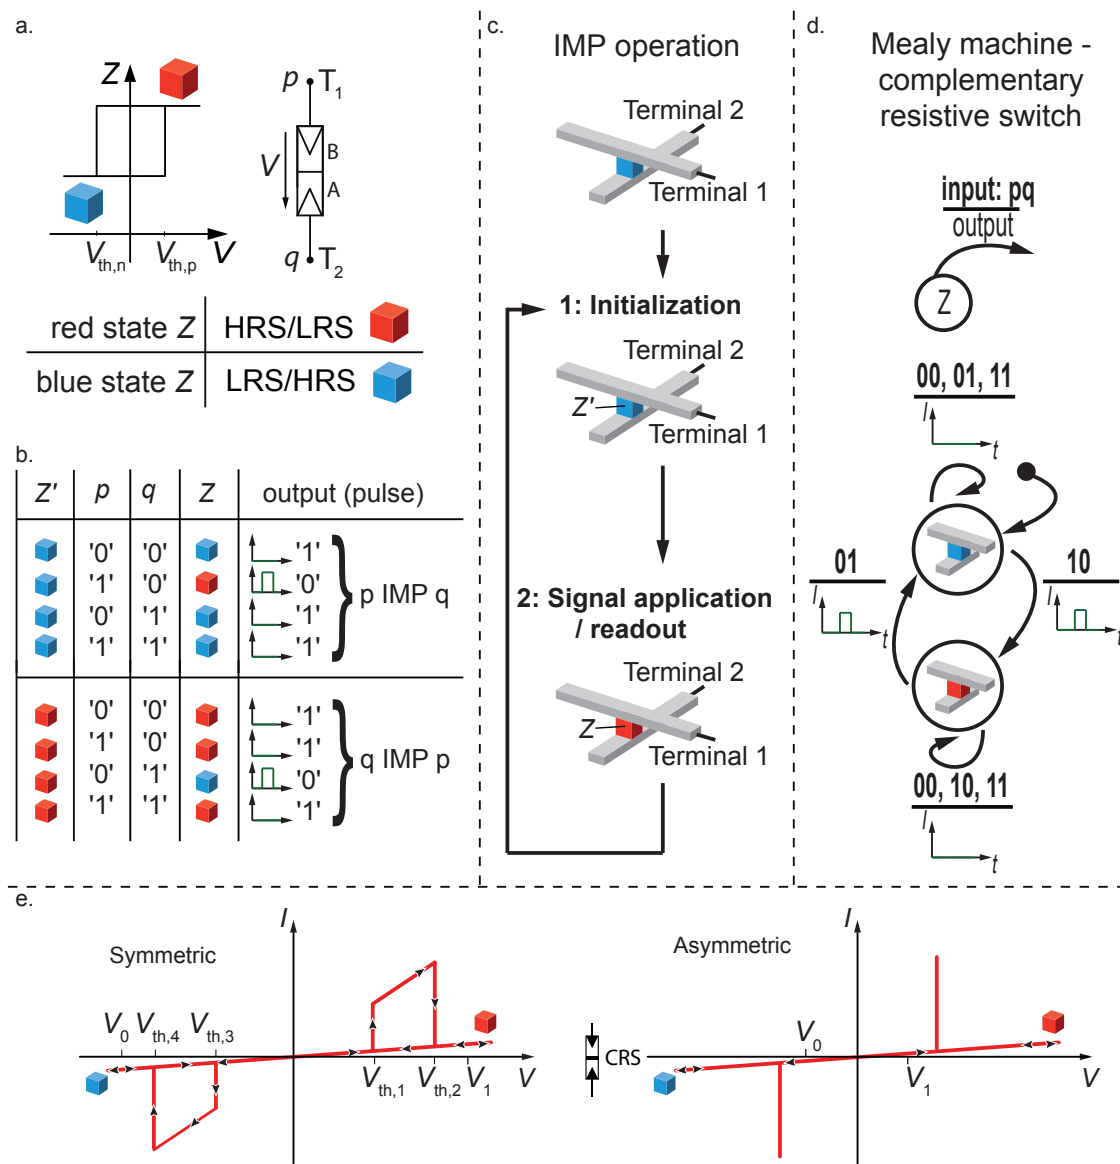 a.
Z
V
V th,n
V th,p
p
T1
V
B
A
q
T2
red state Z HRS/LRS
blue state Z LRS/HRS
b.
Z' p q Z output (pulse)
'0' '0' '1'
'1' '0' '0'
'0' '1' '1'
'1' '1' '1'
p IMP q
'0' '0' '1'
'1' '0' '1'
'0' '1' '0'
'1' '1' '1'
q IMP p
c.
IMP operation
Terminal 2
Terminal 1
1: Initialization
Terminal 2
Z'
Terminal 1
2: Signal application
/ readout
Terminal 2
Z
Terminal 1
d.
Mealy machine -
complementary
resistive switch
input: pq
output
Z
00, 01, 11
I
t
01
I
t
10
I
t
00, 10, 11
I
t
e.
Symmetric
I
V0 Vth,4 Vth,3
Vth,1 Vth,2 V1 V
CRS
Asymmetric
I
V0
V1
V